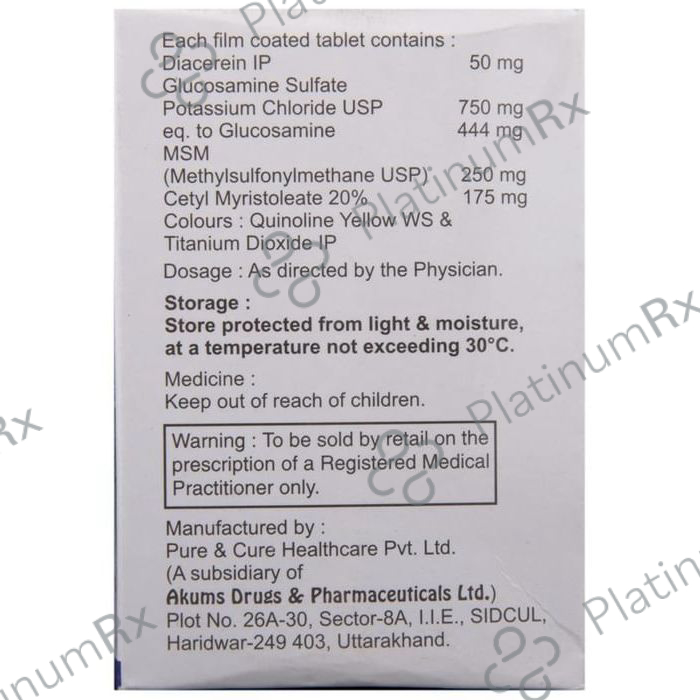 Each film coated tablet contains :
Diacerein IP 50 mg
Glucosamine Sulfate
Potassium Chloride USP 750 mg
eq. to Glucosamine 444 mg
MSM
(Methylsulfonylmethane USP) 250 mg
Cetyl Myristoleate 20% 175 mg
Colours : Quinoline Yellow WS &
Titanium Dioxide IP
Dosage : As directed by the Physician.
Storage :
Store protected from light & moisture,
at a temperature not exceeding 30°C.
Medicine :
Keep out of reach of children.
Warning : To be sold by retail on the
prescription of a Registered Medical
Practitioner only.
Manufactured by :
Pure & Cure Healthcare Pvt. Ltd.
(A subsidiary of
Akums Drugs & Pharmaceuticals Ltd.)
Plot No. 26A-30, Sector-8A, I.I.E., SIDCUL,
Haridwar-249 403, Uttarakhand.
PlatinumRx
PlatinumRx
PlatinumRx
Rx
inumRx
Platinum